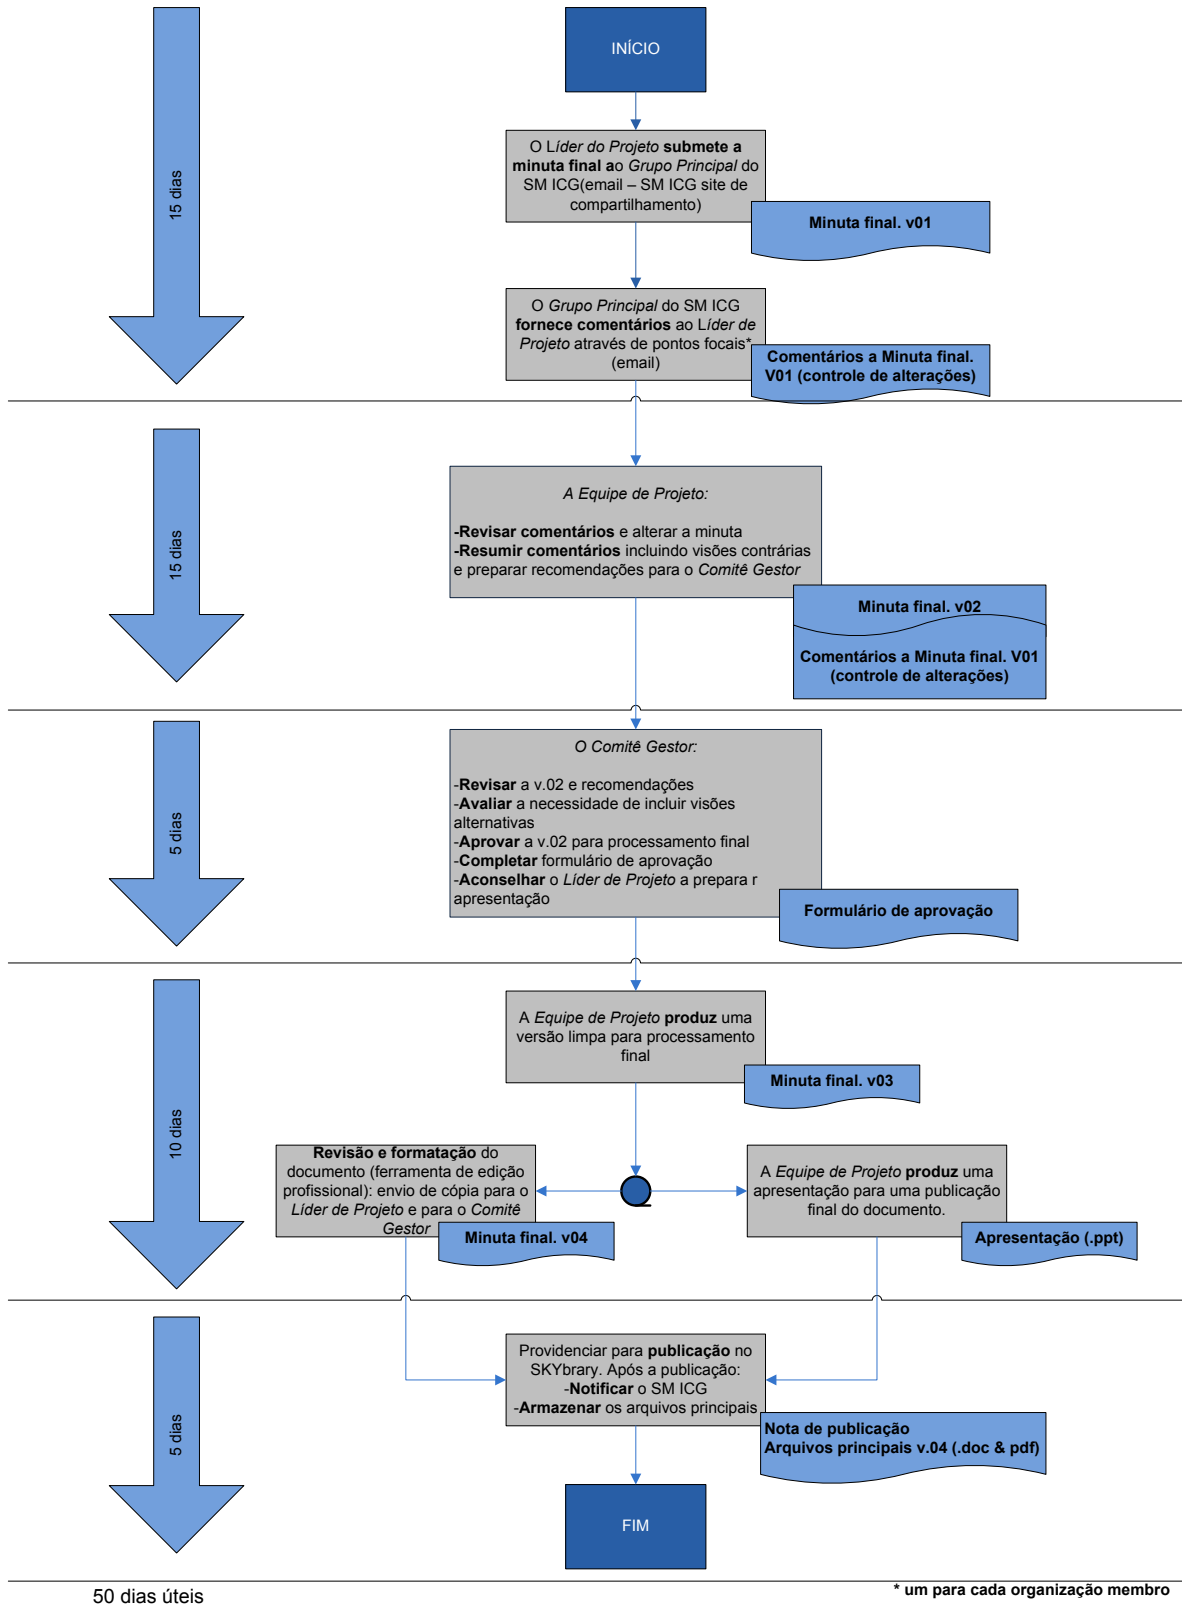 INÍCIO
15 dias
O Líder do Projeto submete a
minuta final ao Grupo Principal do
SM ICG(email – SM ICG site de
compartilhamento)
Minuta final. v01
O Grupo Principal do SM ICG
fornece comentários ao Líder de
Projeto através de pontos focais*
(email)
Comentários a Minuta final.
V01 (controle de alterações)
15 dias
A Equipe de Projeto:
-Revisar comentários e alterar a minuta
-Resumir comentários incluindo visões contrárias
e preparar recomendações para o Comitê Gestor
Minuta final. v02
Comentários a Minuta final. V01
(controle de alterações)
5 dias
O Comitê Gestor:
-Revisar a v.02 e recomendações
-Avaliar a necessidade de incluir visões
alternativas
-Aprovar a v.02 para processamento final
-Completar formulário de aprovação
-Aconselhar o Líder de Projeto a prepara r
apresentação
Formulário de aprovação
10 dias
A Equipe de Projeto produz uma
versão limpa para processamento
final
Minuta final. v03
Revisão e formatação do
documento (ferramenta de edição
profissional): envio de cópia para o
Líder de Projeto e para o Comitê
Gestor
Minuta final. v04
A Equipe de Projeto produz uma
apresentação para uma publicação
final do documento.
Apresentação (.ppt)
5 dias
Providenciar para publicação no
SKYbrary. Após a publicação:
-Notificar o SM ICG
-Armazenar os arquivos principais
Nota de publicação
Arquivos principais v.04 (.doc & pdf)
FIM
50 dias úteis
* um para cada organização membro